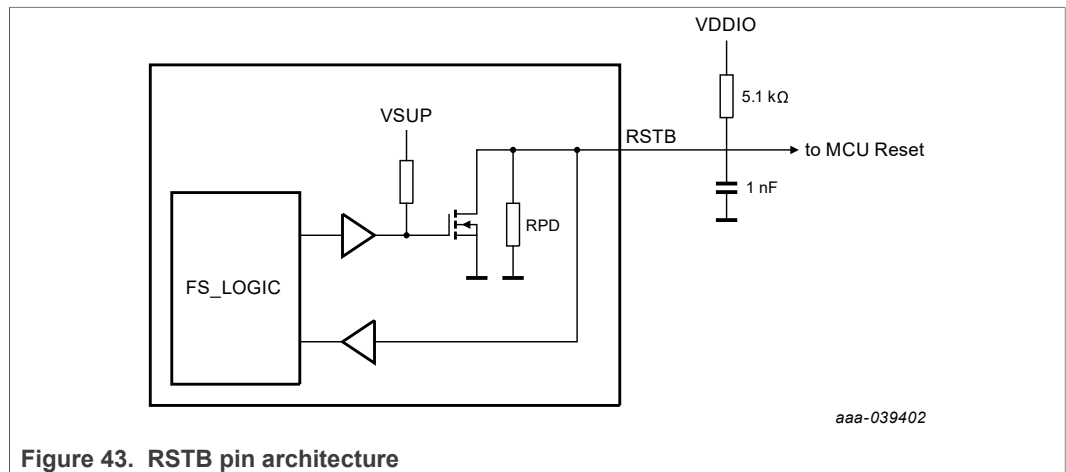 VDDIO
5.1 kΩ
VSUP
RSTB
to MCU Reset
1 nF
RPD
FS_LOGIC
aaa-039402
Figure 43. RSTB pin architecture